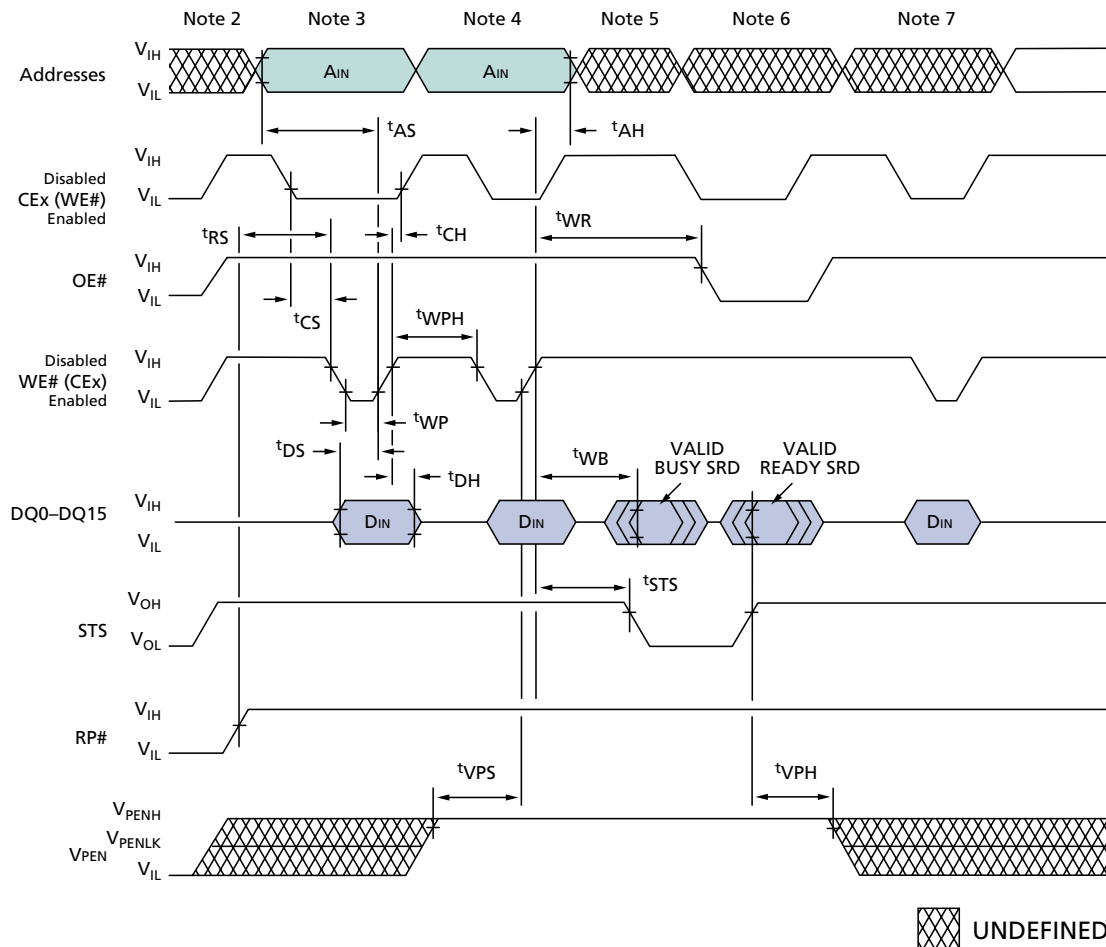 Note 2 Note 3 Note 4 Note 5 Note 6 Note 7
VIH
Addresses AIN AIN
VIL
tAS tAH
VIH
Disabled
CEx (WE#)
VIL
Enabled
tRS tCH tWR
VIH
OE#
VIL
tCS tWPH
VIH
Disabled
WE# (CEx)
VIL
Enabled
tWP
tDS tDH tWB VALID BUSY SRD VALID READY SRD
VIH
DQ0–DQ15 DIN DIN DIN
VIL
tSTS
VOH
STS
VOL
VIH
RP#
VIL
tVPS tVPH
VPENH
VPENLK
VPEN
VIL
UNDEFINED